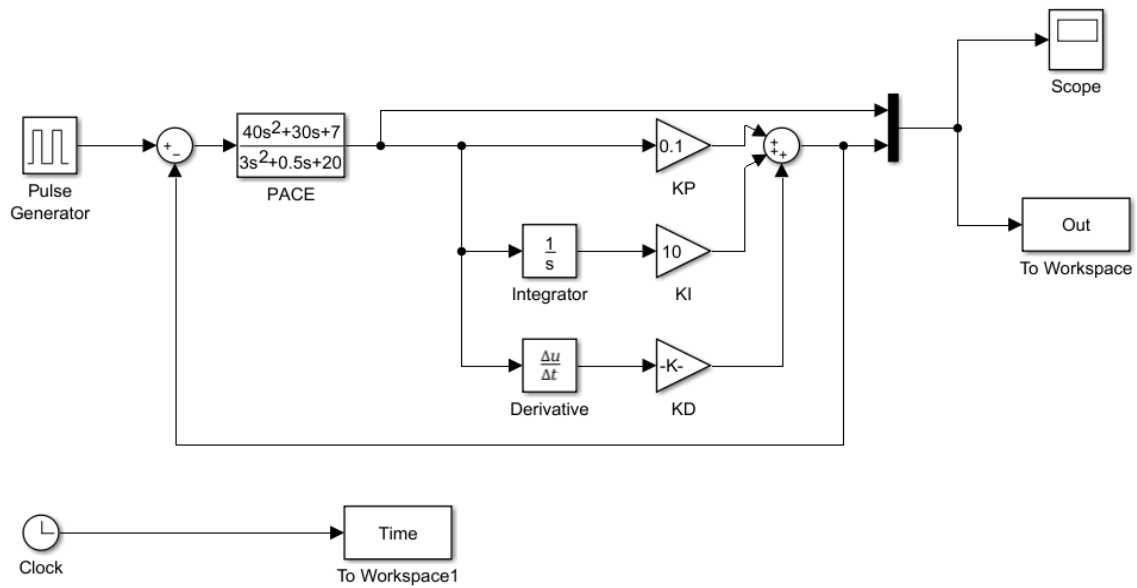 Scope
Pulse
Generator
+
−
40s2+30s+7
3s2+0.5s+20
PACE
0.1
KP
+
+
+
Out
To Workspace
1
s
Integrator
10
KI
Δu
Δt
Derivative
-K-
KD
Clock
Time
To Workspace1